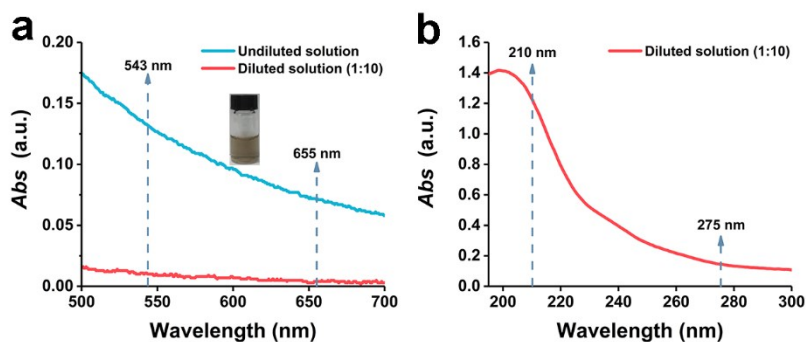 a
0.20
0.15
0.10
0.05
0.00
Abs (a.u.)
Undiluted solution
Diluted solution (1:10)
543 nm
655 nm
500 550 600 650 700
Wavelength (nm)
b
1.6
1.4
1.2
1.0
0.8
0.6
0.4
0.2
0.0
Abs (a.u.)
210 nm
Diluted solution (1:10)
275 nm
200 220 240 260 280 300
Wavelength (nm)